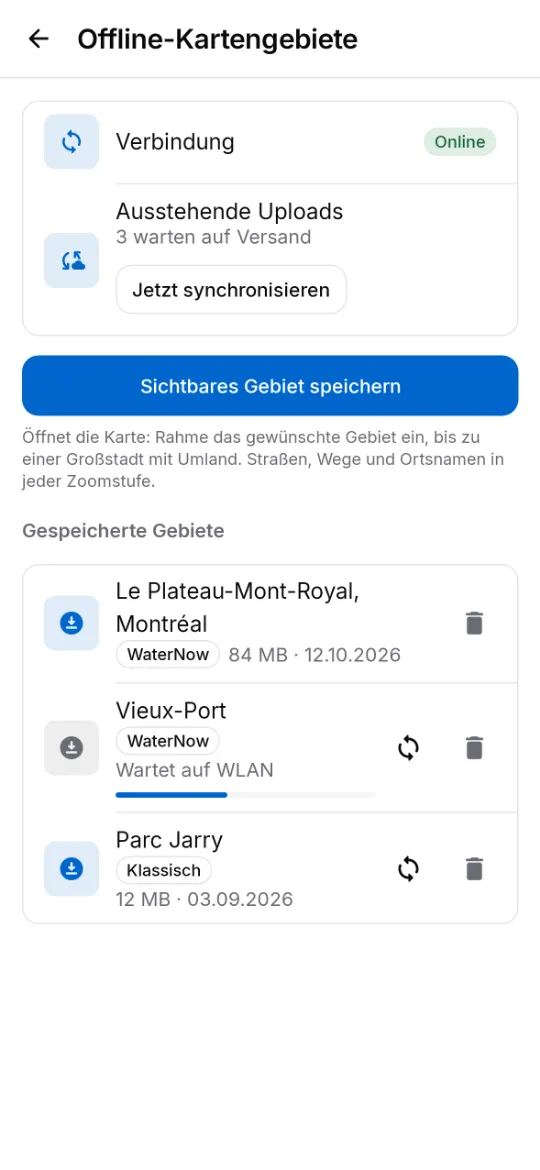 Offline-Kartengebiete
Verbindung
Online
Ausstehende Uploads
3 warten auf Versand
Jetzt synchronisieren
Sichtbares Gebiet speichern
Öffnet die Karte: Rahme das gewünschte Gebiet ein, bis zu
einer Großstadt mit Umland. Straßen, Wege und Ortsnamen in
jeder Zoomstufe.
Gespeicherte Gebiete
Le Plateau-Mont-Royal,
Montréal
WaterNow 84 MB · 12.10.2026
Vieux-Port
WaterNow
Wartet auf WLAN
Parc Jarry
Klassisch
12 MB · 03.09.2026